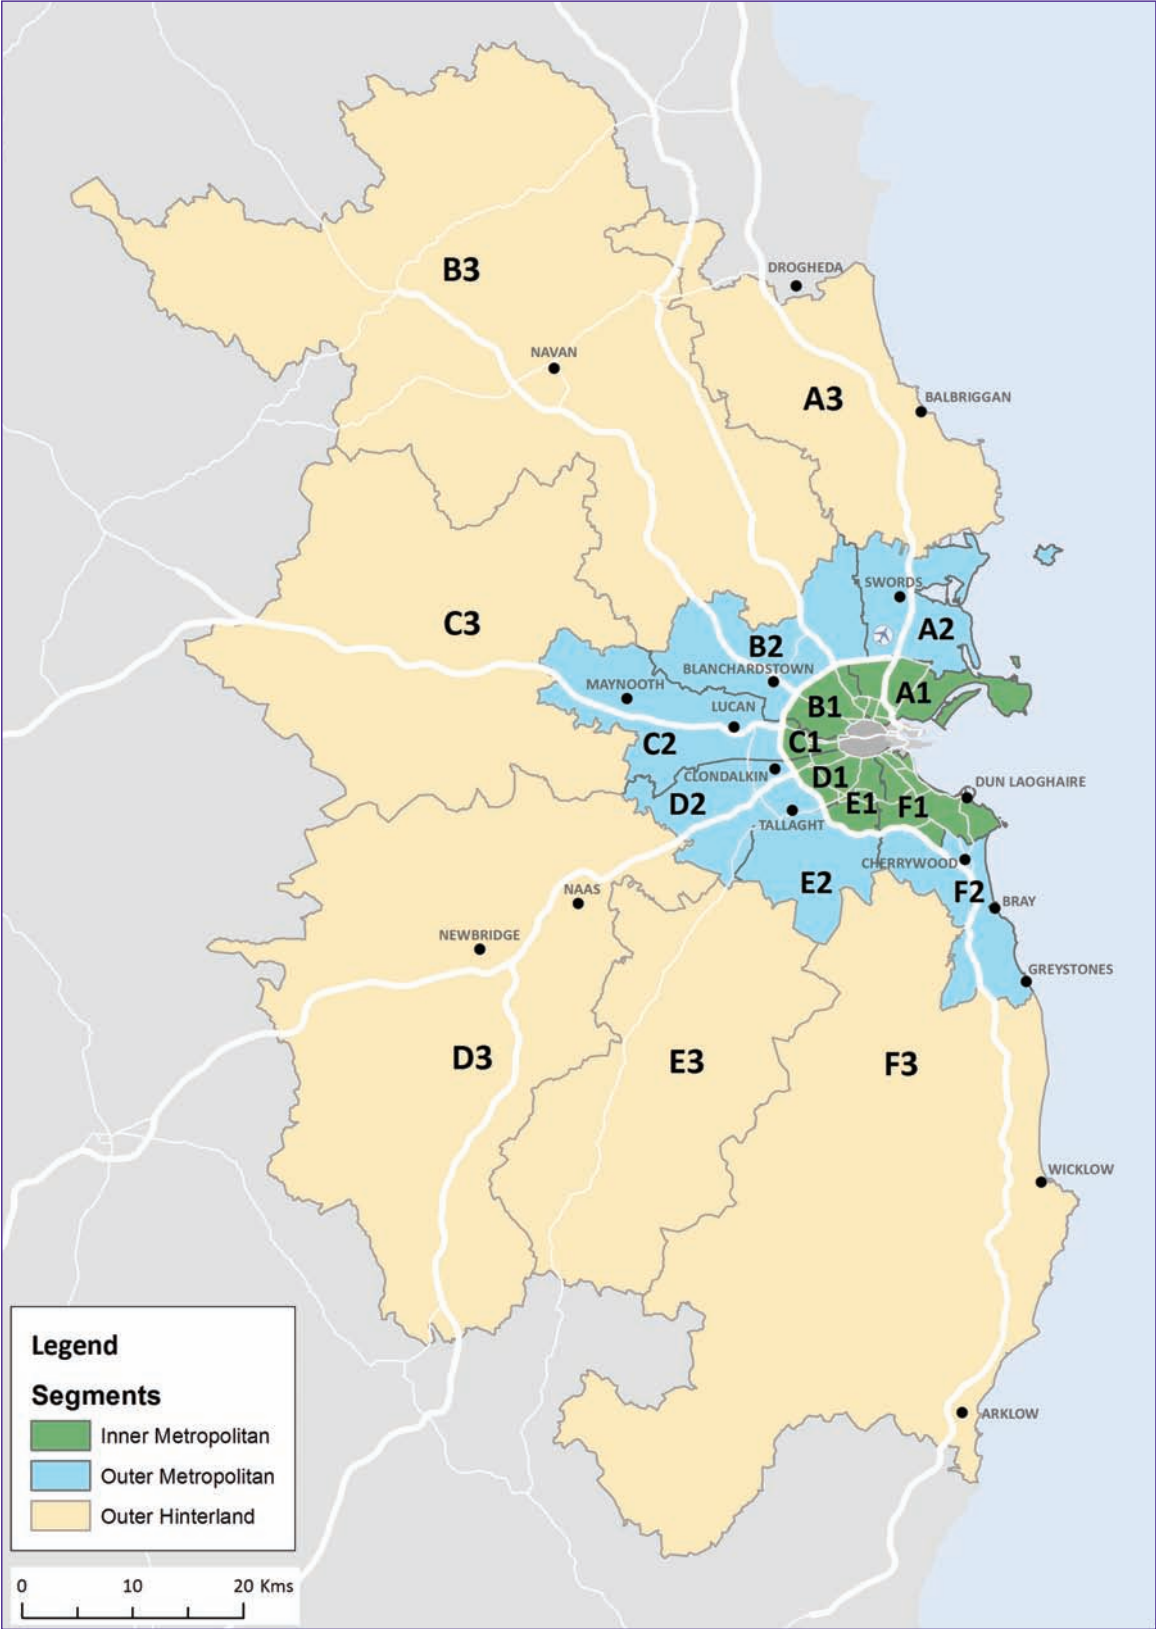 DROGHEDA
B3
NAVAN
A3
BALBRIGGAN
SWORDS
C3
A2
B2
BLANCHARDSTOWN
MAYNOOTH
A1
LUCAN
B1
C2
C1
CLONDALKIN
D1
DUN LAOGHAIRE
D2
E1
F1
TALLAGHT
CHERRYWOOD
E2
F2
NAAS
BRAY
NEWBRIDGE
GREYSTONES
D3
E3
F3
WICKLOW
ARKLOW
Legend
Segments
Inner Metropolitan
Outer Metropolitan
Outer Hinterland
0 10 20 Kms